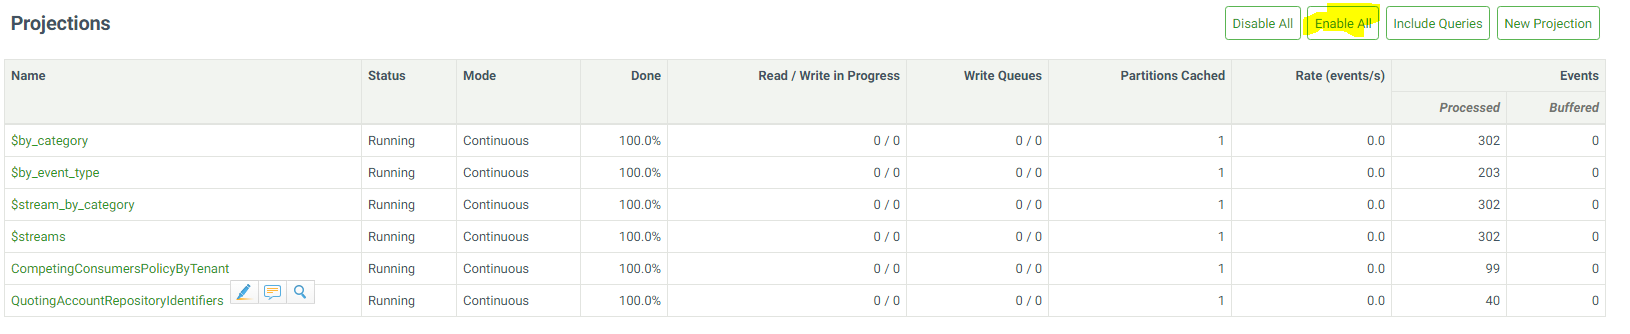 Projections
Disable All Enable All Include Queries New Projection
Name Status Mode Done Read / Write in Progress Write Queues Partitions Cached Rate (events/s) Events
Processed Buffered
$by_category Running Continuous 100.0% 0 / 0 0 / 0 1 0.0 302 0
$by_event_type Running Continuous 100.0% 0 / 0 0 / 0 1 0.0 203 0
$stream_by_category Running Continuous 100.0% 0 / 0 0 / 0 1 0.0 302 0
$streams Running Continuous 100.0% 0 / 0 0 / 0 1 0.0 302 0
CompetingConsumersPolicyByTenant Running Continuous 100.0% 0 / 0 0 / 0 1 0.0 99 0
QuotingAccountRepositoryIdentifiers Running Continuous 100.0% 0 / 0 0 / 0 1 0.0 40 0